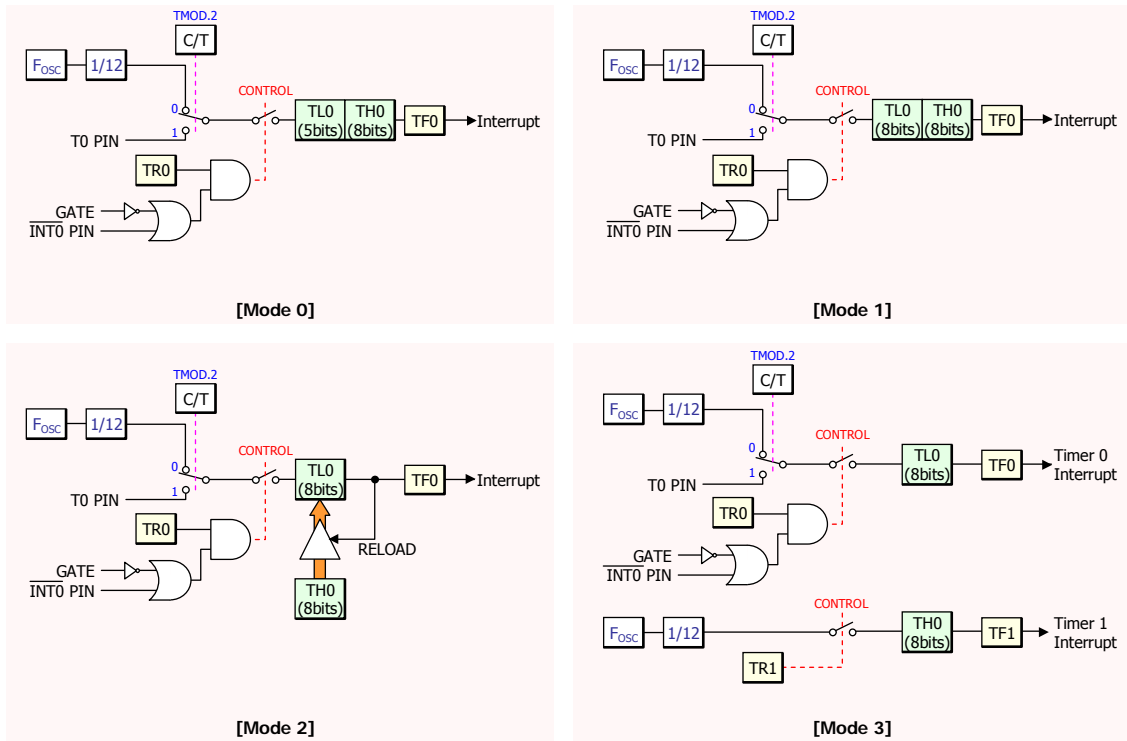 TMOD.2
C/T
FOSC
1/12
CONTROL
0
TL0
(5bits)
TH0
(8bits)
TF0
Interrupt
1
T0 PIN
TR0
GATE
INT0 PIN
[Mode 0]
TMOD.2
C/T
FOSC
1/12
CONTROL
0
TL0
(8bits)
TH0
(8bits)
TF0
Interrupt
1
T0 PIN
TR0
GATE
INT0 PIN
[Mode 1]
TMOD.2
C/T
FOSC
1/12
CONTROL
0
TL0
(8bits)
TF0
Interrupt
1
T0 PIN
TR0
RELOAD
GATE
INT0 PIN
TH0
(8bits)
[Mode 2]
TMOD.2
C/T
FOSC
1/12
CONTROL
0
TL0
(8bits)
TF0
Timer 0
Interrupt
1
T0 PIN
TR0
GATE
INT0 PIN
CONTROL
FOSC
1/12
TH0
(8bits)
TF1
Timer 1
Interrupt
TR1
[Mode 3]